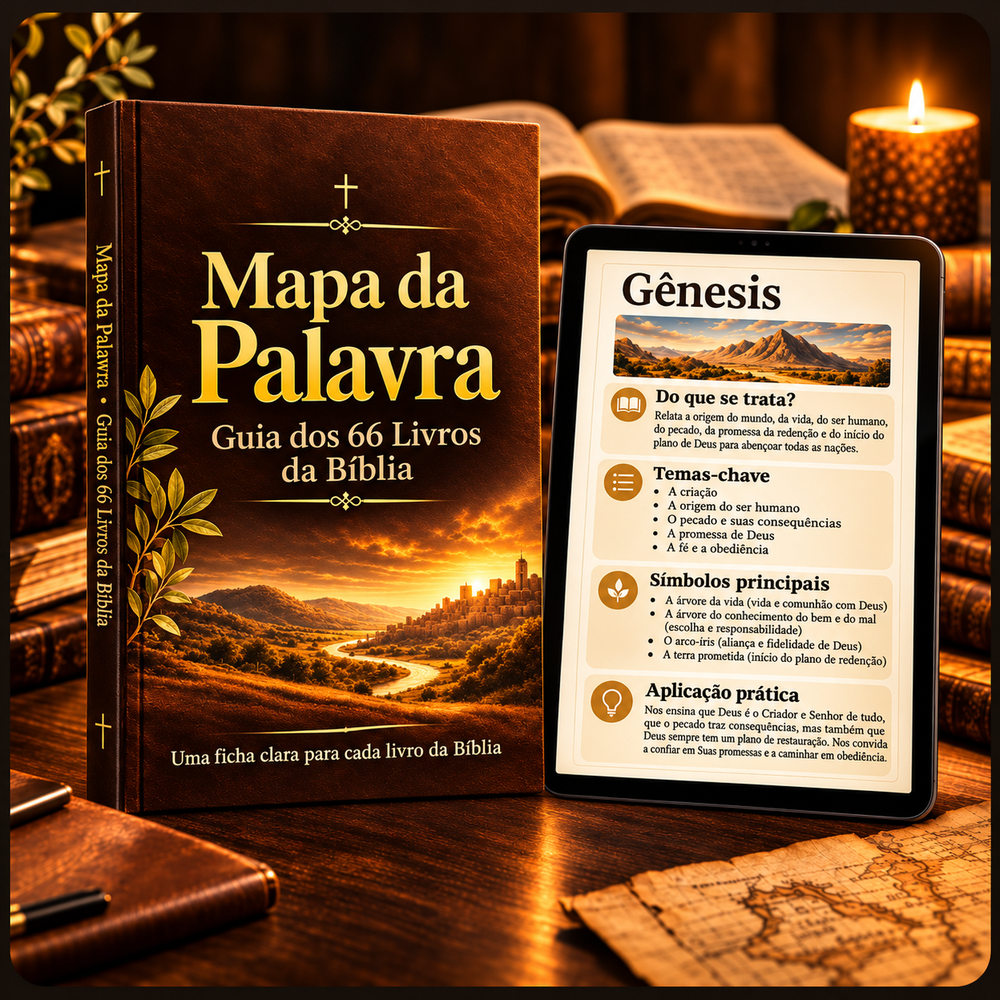 Mapa da Palavra • Guia dos 66 Livros da Bíblia
Mapa da
Palavra
Guia dos 66 Livros
da Bíblia
Uma ficha clara para cada livro da Bíblia
Gênesis
Do que se trata?
Relata a origem do mundo, da vida, do ser humano,
do pecado, da promessa da redenção e do início do
plano de Deus para abençoar todas as nações.
Temas-chave
• A criação
• A origem do ser humano
• O pecado e suas consequências
• A promessa de Deus
• A fé e a obediência
Símbolos principais
• A árvore da vida (vida e comunhão com Deus)
• A árvore do conhecimento do bem e do mal
(escolha e responsabilidade)
• O arco-íris (aliança e fidelidade de Deus)
• A terra prometida (início do plano de redenção)
Aplicação prática
Nos ensina que Deus é o Criador e Senhor de tudo,
que o pecado traz consequências, mas também que
Deus sempre tem um plano de restauração. Nos convida
a confiar em Suas promessas e a caminhar em obediência.